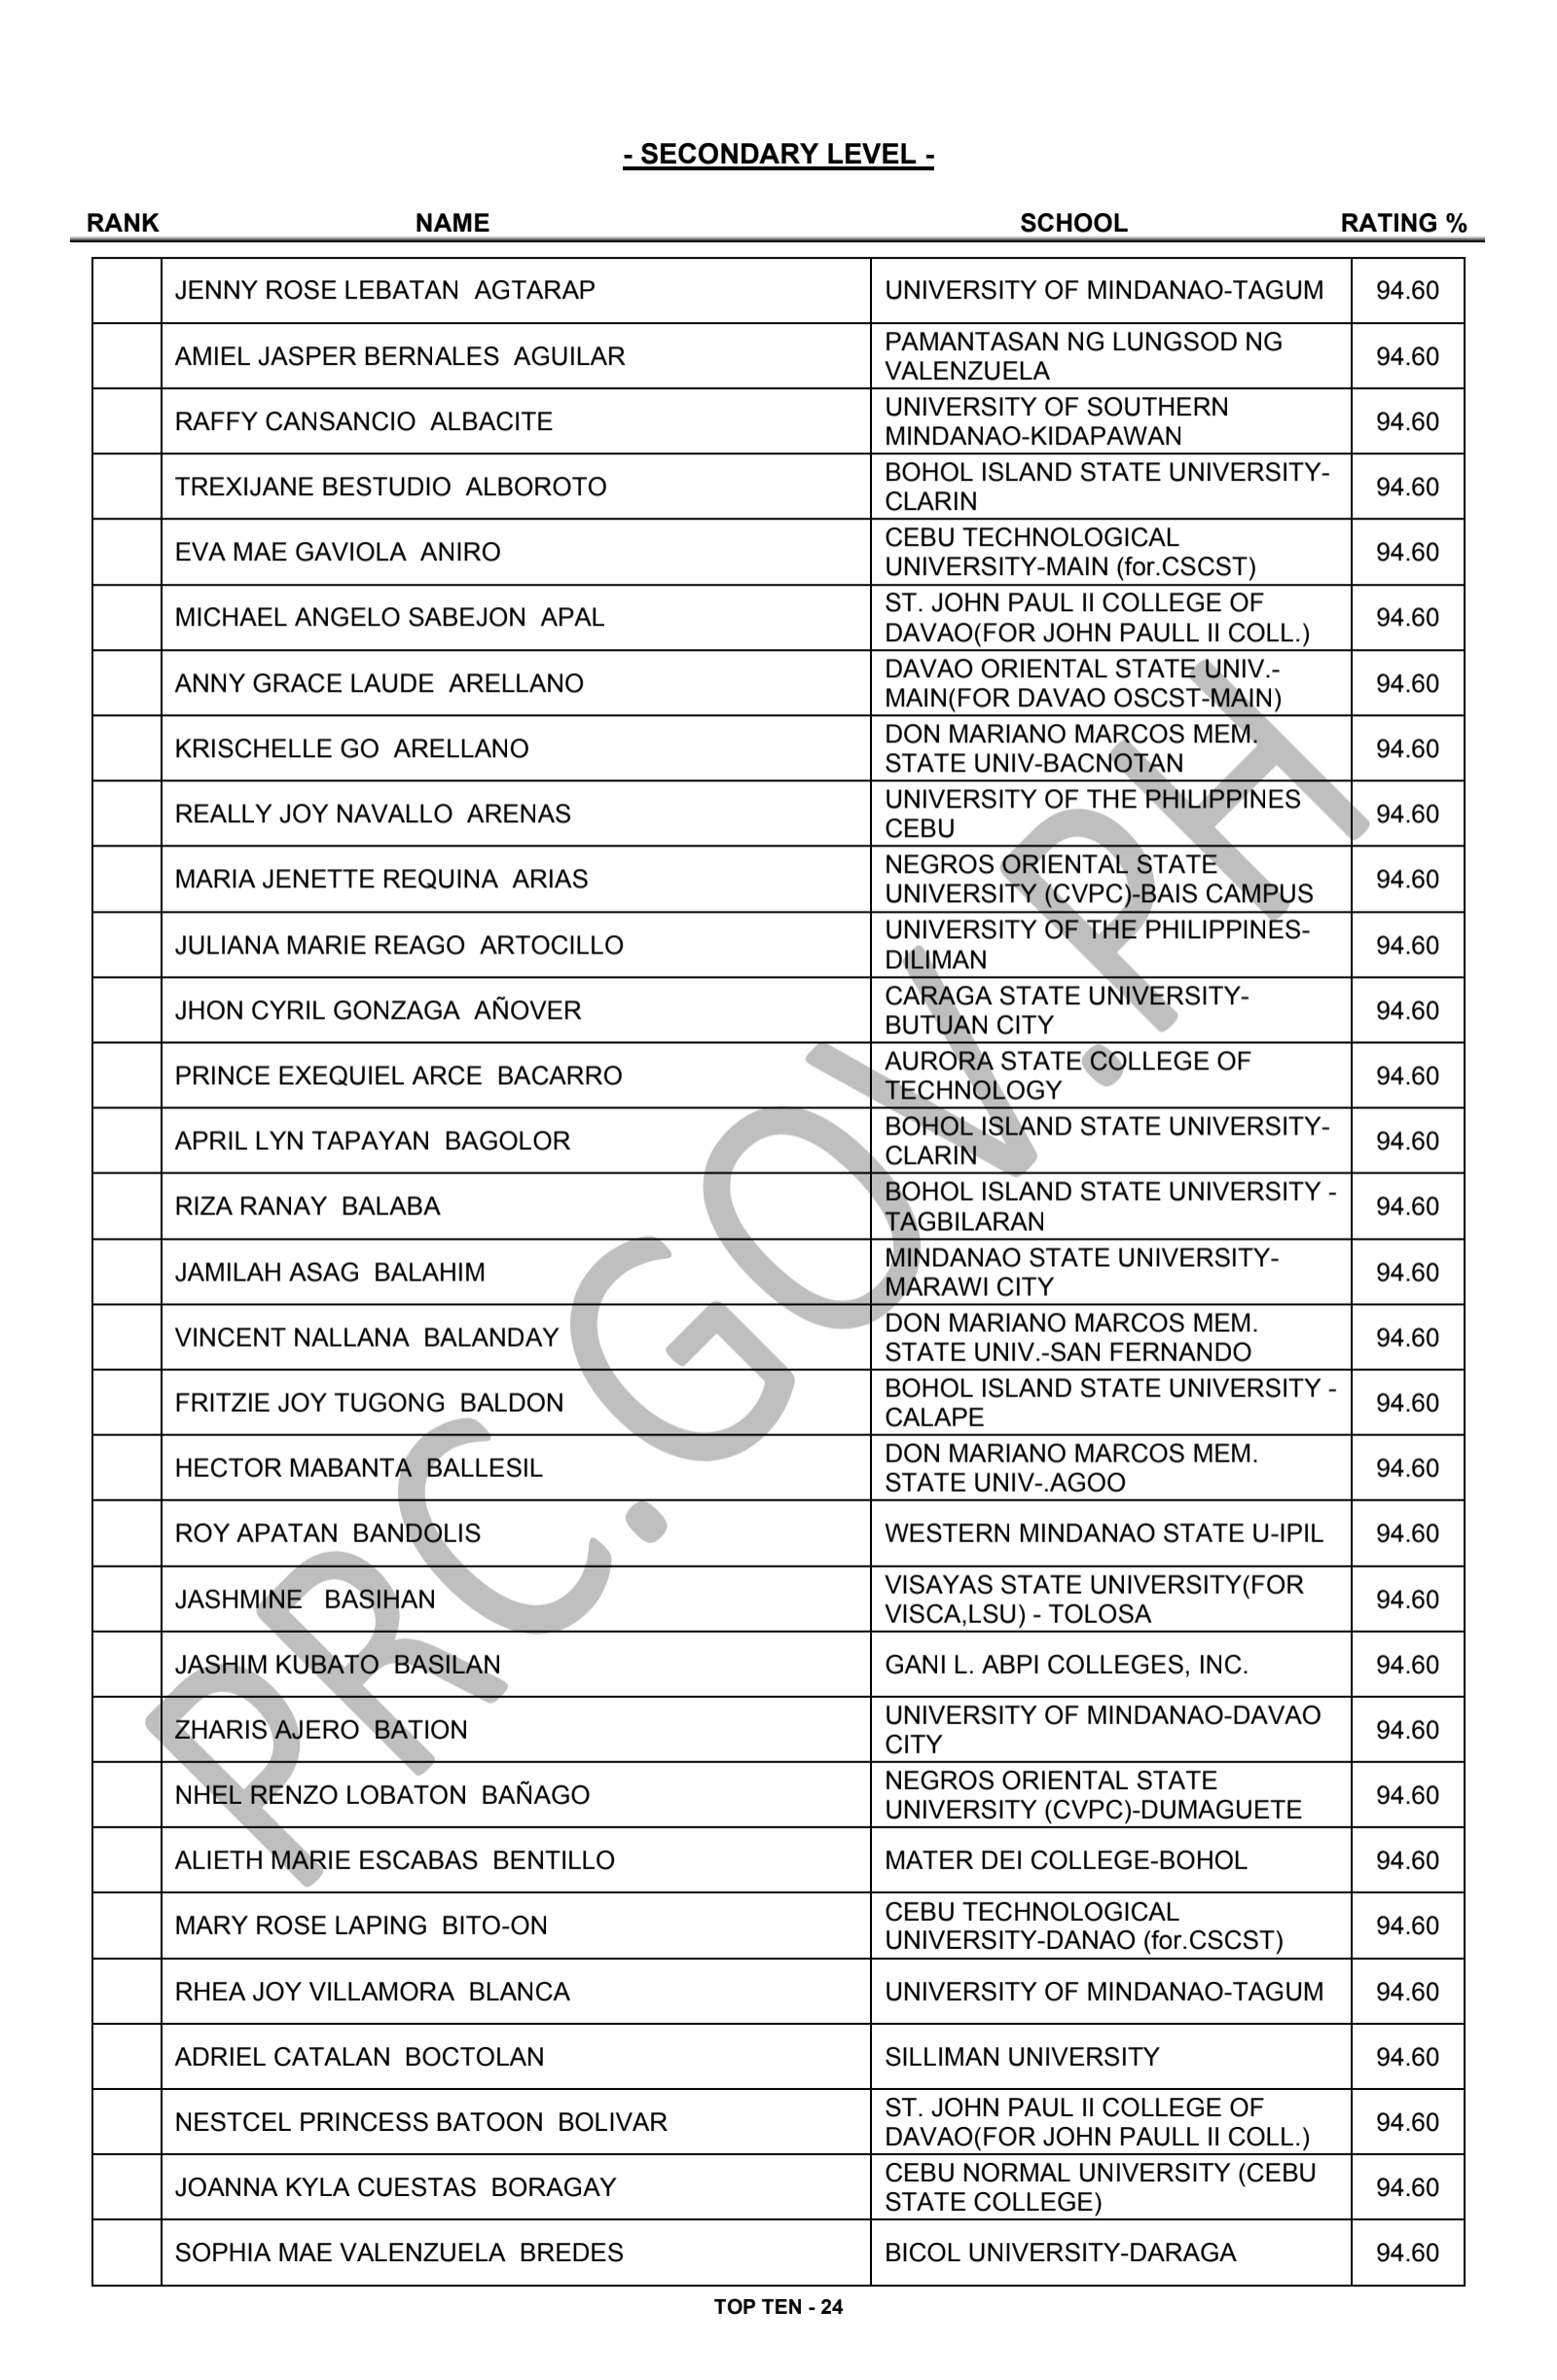 - SECONDARY LEVEL -
RANK NAME SCHOOL RATING %
JENNY ROSE LEBATAN AGTARAP UNIVERSITY OF MINDANAO-TAGUM 94.60
AMIEL JASPER BERNALES AGUILAR PAMANTASAN NG LUNGSOD NG
VALENZUELA 94.60
RAFFY CANSANCIO ALBACITE UNIVERSITY OF SOUTHERN
MINDANAO-KIDAPAWAN 94.60
TREXIJANE BESTUDIO ALBOROTO BOHOL ISLAND STATE UNIVERSITY-
CLARIN 94.60
EVA MAE GAVIOLA ANIRO CEBU TECHNOLOGICAL
UNIVERSITY-MAIN (for.CSCST) 94.60
MICHAEL ANGELO SABEJON APAL ST. JOHN PAUL II COLLEGE OF
DAVAO(FOR JOHN PAULL II COLL.) 94.60
ANNY GRACE LAUDE ARELLANO DAVAO ORIENTAL STATE UNIV.-
MAIN(FOR DAVAO OSCST-MAIN) 94.60
KRISCHELLE GO ARELLANO DON MARIANO MARCOS MEM.
STATE UNIV-BACNOTAN 94.60
REALLY JOY NAVALLO ARENAS UNIVERSITY OF THE PHILIPPINES
CEBU 94.60
MARIA JENETTE REQUINA ARIAS NEGROS ORIENTAL STATE
UNIVERSITY (CVPC)-BAIS CAMPUS 94.60
JULIANA MARIE REAGO ARTOCILLO UNIVERSITY OF THE PHILIPPINES-
DILIMAN 94.60
JHON CYRIL GONZAGA AÑOVER CARAGA STATE UNIVERSITY-
BUTUAN CITY 94.60
PRINCE EXEQUIEL ARCE BACARRO AURORA STATE COLLEGE OF
TECHNOLOGY 94.60
APRIL LYN TAPAYAN BAGOLOR BOHOL ISLAND STATE UNIVERSITY-
CLARIN 94.60
RIZA RANAY BALABA BOHOL ISLAND STATE UNIVERSITY -
TAGBILARAN 94.60
JAMILAH ASAG BALAHIM MINDANAO STATE UNIVERSITY-
MARAWI CITY 94.60
VINCENT NALLANA BALANDAY DON MARIANO MARCOS MEM.
STATE UNIV.-SAN FERNANDO 94.60
FRITZIE JOY TUGONG BALDON BOHOL ISLAND STATE UNIVERSITY -
CALAPE 94.60
HECTOR MABANTA BALLESIL DON MARIANO MARCOS MEM.
STATE UNIV-.AGOO 94.60
ROY APATAN BANDOLIS WESTERN MINDANAO STATE U-IPIL 94.60
JASHMINE BASIHAN VISAYAS STATE UNIVERSITY(FOR
VISCA,LSU) - TOLOSA 94.60
JASHIM KUBATO BASILAN GANI L. ABPI COLLEGES, INC. 94.60
ZHARIS AJERO BATION UNIVERSITY OF MINDANAO-DAVAO
CITY 94.60
NHEL RENZO LOBATON BAÑAGO NEGROS ORIENTAL STATE
UNIVERSITY (CVPC)-DUMAGUETE 94.60
ALIETH MARIE ESCABAS BENTILLO MATER DEI COLLEGE-BOHOL 94.60
MARY ROSE LAPING BITO-ON CEBU TECHNOLOGICAL
UNIVERSITY-DANAO (for.CSCST) 94.60
RHEA JOY VILLAMORA BLANCA UNIVERSITY OF MINDANAO-TAGUM 94.60
ADRIEL CATALAN BOCTOLAN SILLIMAN UNIVERSITY 94.60
NESTCEL PRINCESS BATOON BOLIVAR ST. JOHN PAUL II COLLEGE OF
DAVAO(FOR JOHN PAULL II COLL.) 94.60
JOANNA KYLA CUESTAS BORAGAY CEBU NORMAL UNIVERSITY (CEBU
STATE COLLEGE) 94.60
SOPHIA MAE VALENZUELA BREDES BICOL UNIVERSITY-DARAGA 94.60
TOP TEN - 24
PRC.GOV.PH